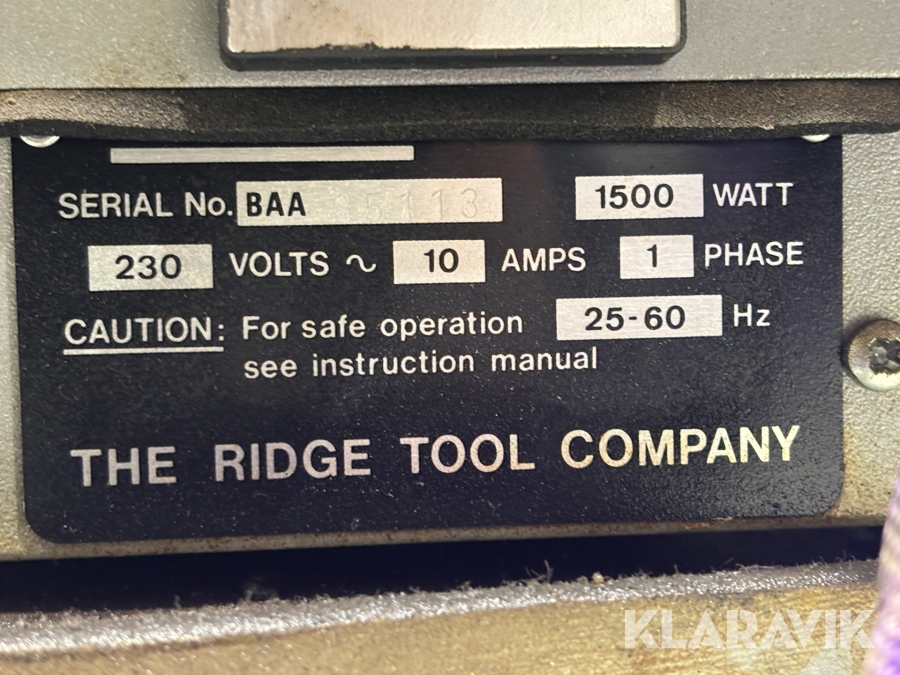 SERIAL No. BAA 5113 1500 WATT
230 VOLTS ~ 10 AMPS 1 PHASE
CAUTION: For safe operation 25-60 Hz
see instruction manual
THE RIDGE TOOL COMPANY
KLARAVIK